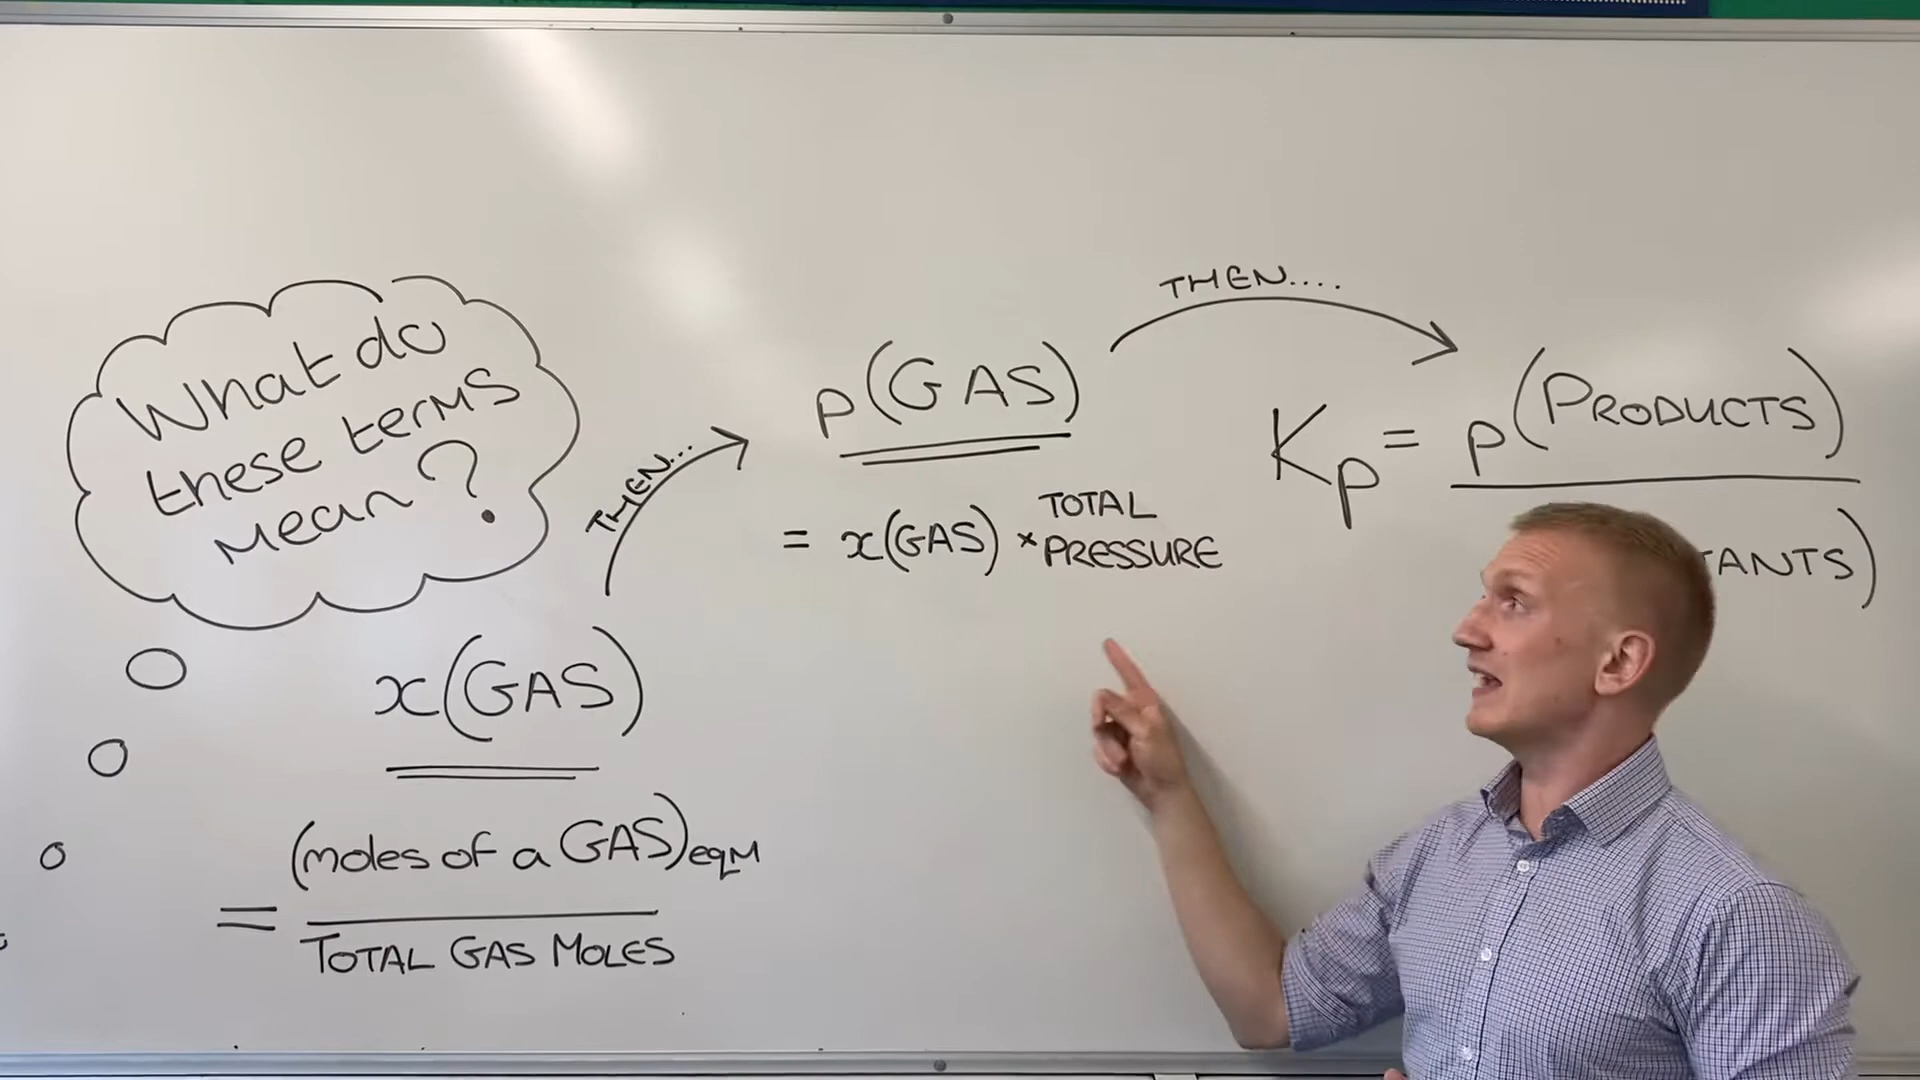 What do
these terms
mean?
x(GAS)
= (moles of a GAS)eqm
TOTAL GAS MOLES
THEN...
p(GAS)
= x(GAS) × TOTAL
PRESSURE
THEN....
Kp = p(PRODUCTS)